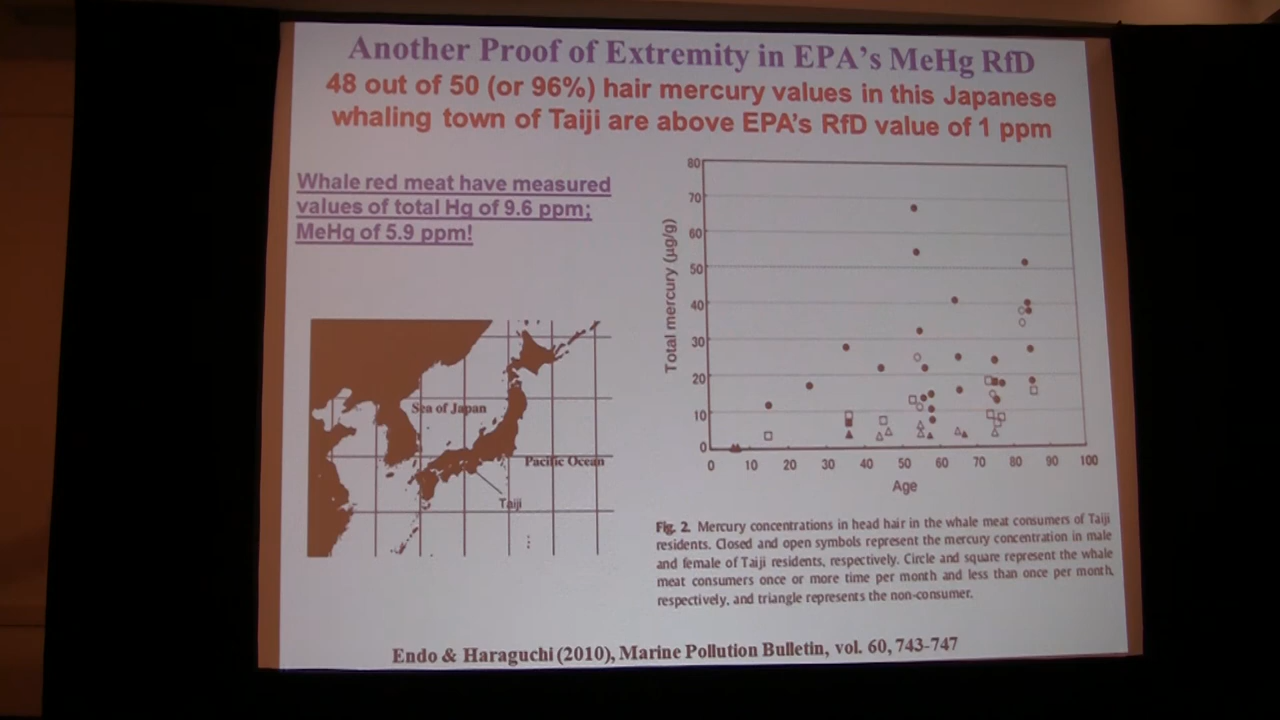 Another Proof of Extremity in EPA's MeHg RfD
48 out of 50 (or 96%) hair mercury values in this Japanese
whaling town of Taiji are above EPA's RfD value of 1 ppm
Whale red meat have measured
values of total Hg of 9.6 ppm;
MeHg of 5.9 ppm!
Sea of Japan
Pacific Ocean
Taiji
Total mercury (µg/g)
80
70
60
50
40
30
20
10
0
0 10 20 30 40 50 60 70 80 90 100
Age
Fig. 2. Mercury concentrations in head hair in the whale meat consumers of Taiji
residents. Closed and open symbols represent the mercury concentration in male
and female of Taiji residents, respectively. Circle and square represent the whale
meat consumers once or more time per month and less than once per month,
respectively, and triangle represents the non-consumer.
Endo & Haraguchi (2010), Marine Pollution Bulletin, vol. 60, 743-747